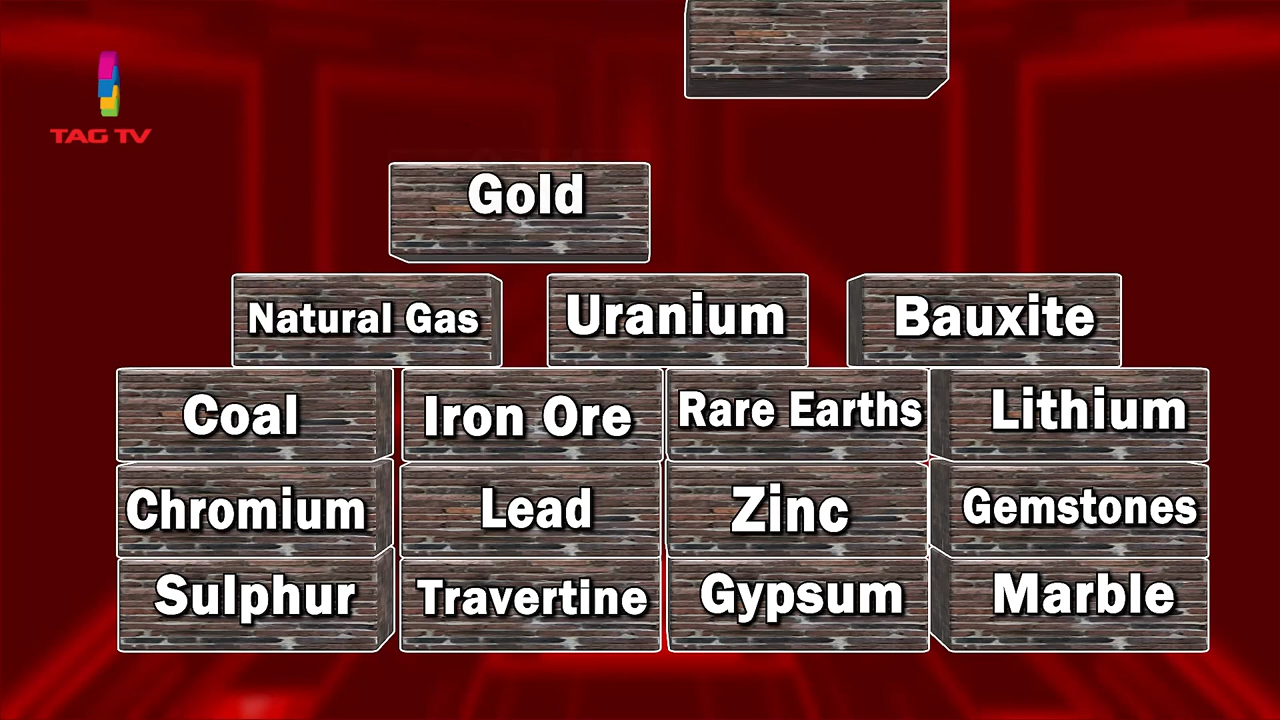 TAG TV
Gold
Natural Gas
Uranium
Bauxite
Coal
Iron Ore
Rare Earths
Lithium
Chromium
Lead
Zinc
Gemstones
Sulphur
Travertine
Gypsum
Marble